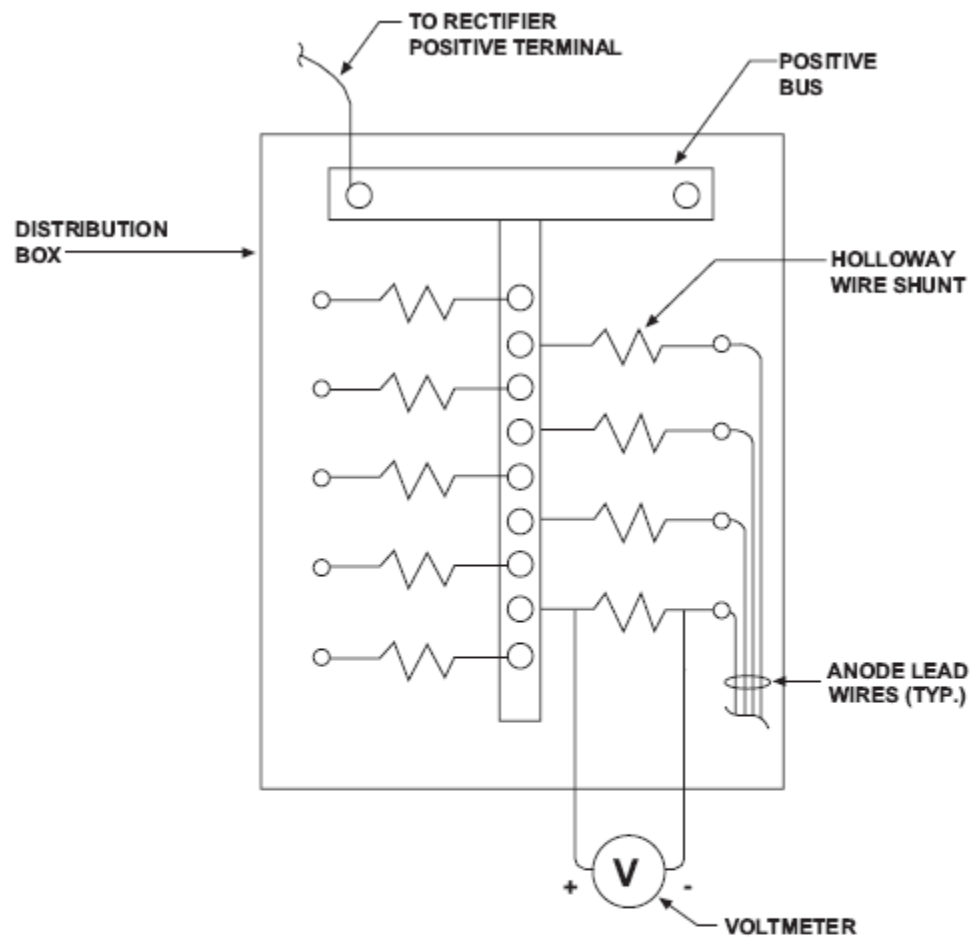 TO RECTIFIER
POSITIVE TERMINAL
POSITIVE
BUS
DISTRIBUTION
BOX
HOLLOWAY
WIRE SHUNT
ANODE LEAD
WIRES (TYP.)
V
+ -
VOLTMETER